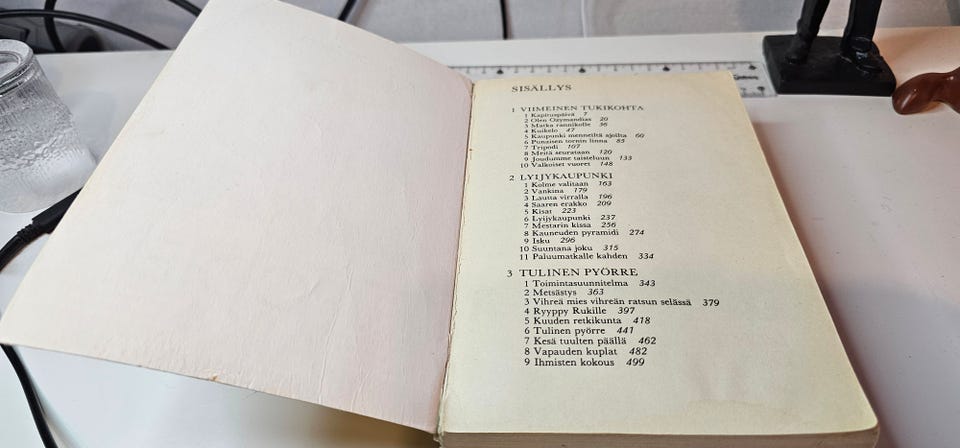 SISÄLLYS
1 VIIMEINEN TUKIKOHTA
1 Kapituspäivä 7
2 Olen Ozymandias 20
3 Matka rannikolle 36
4 Kuikelo 47
5 Kaupunki menneiltä ajoilta 60
6 Punaisen tornin linna 85
7 Tripodi 107
8 Meitä seurataan 120
9 Joudumme taisteluun 133
10 Valkoiset vuoret 148
2 LYIJYKAUPUNKI
1 Kolme valitaan 163
2 Vankina 179
3 Lautta virralla 196
4 Saaren erakko 209
5 Kisat 223
6 Lyijykaupunki 237
7 Mestarin kissa 256
8 Kauneuden pyramidi 274
9 Isku 296
10 Suuntana joku 315
11 Paluumatkalle kahden 334
3 TULINEN PYÖRRE
1 Toimintasuunnitelma 343
2 Metsästys 363
3 Vihreä mies vihreän ratsun selässä 379
4 Ryyppy Rukille 397
5 Kuuden retkikunta 418
6 Tulinen pyörre 441
7 Kesä tuulten päällä 462
8 Vapauden kuplat 482
9 Ihmisten kokous 499